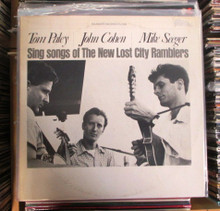 Tom Paley John Cohen Mike Seeger
Sing songs of The New Lost City Ramblers